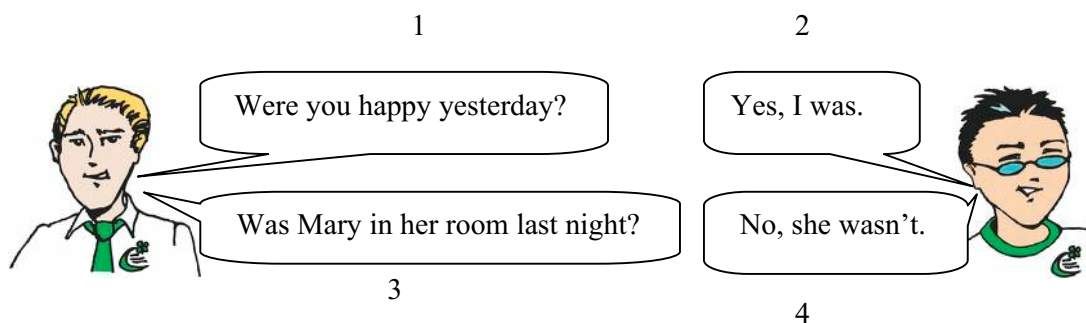 1
2
Were you happy yesterday?
Yes, I was.
Was Mary in her room last night?
No, she wasn’t.
3
4